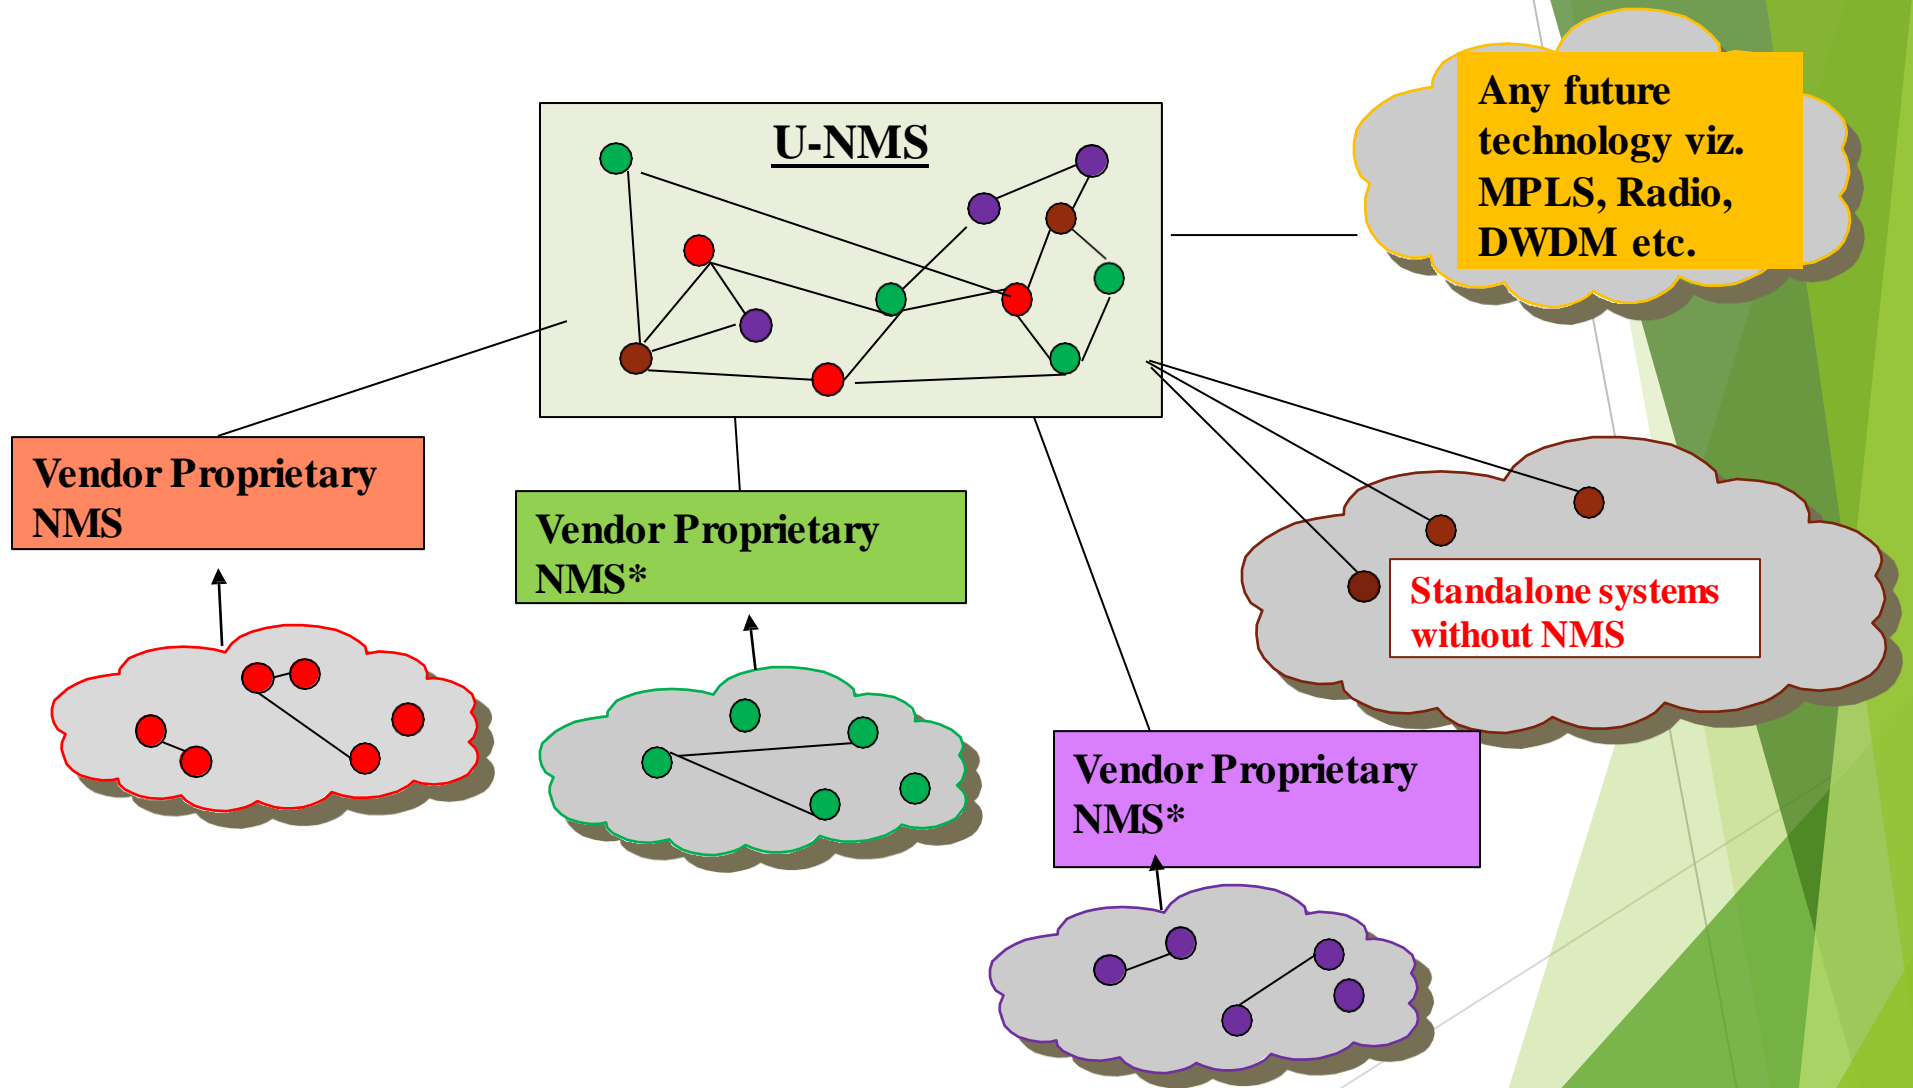 U-NMS
Any future
technology viz.
MPLS, Radio,
DWDM etc.
Vendor Proprietary
NMS
Vendor Proprietary
NMS*
Standalone systems
without NMS
Vendor Proprietary
NMS*